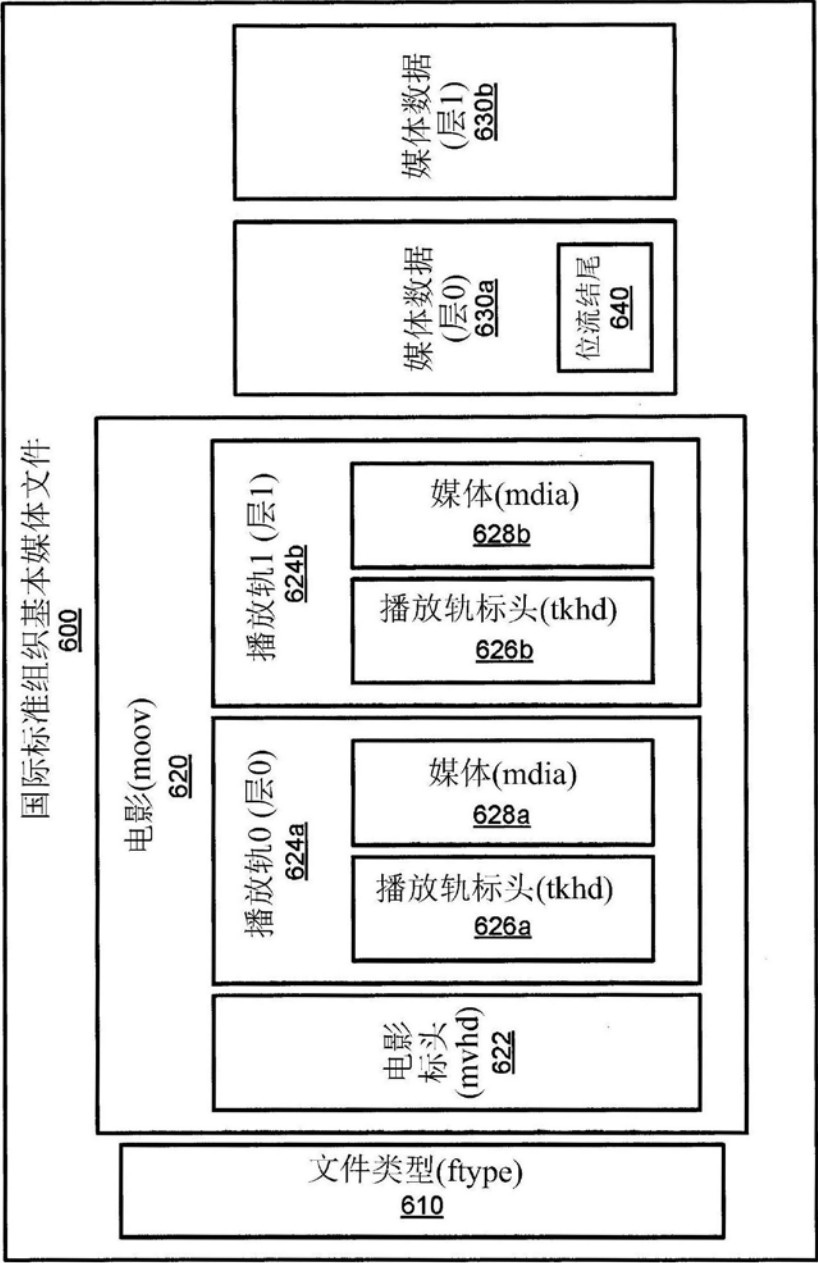 国际标准组织基本媒体文件
600
文件类型(ftype)
610
电影(moov)
620
电影
标头
(mvhd)
622
播放轨0 (层0)
624a
播放轨标头(tkhd)
626a
媒体(mdia)
628a
播放轨1 (层1)
624b
播放轨标头(tkhd)
626b
媒体(mdia)
628b
媒体数据
(层0)
630a
位流结尾
640
媒体数据
(层1)
630b